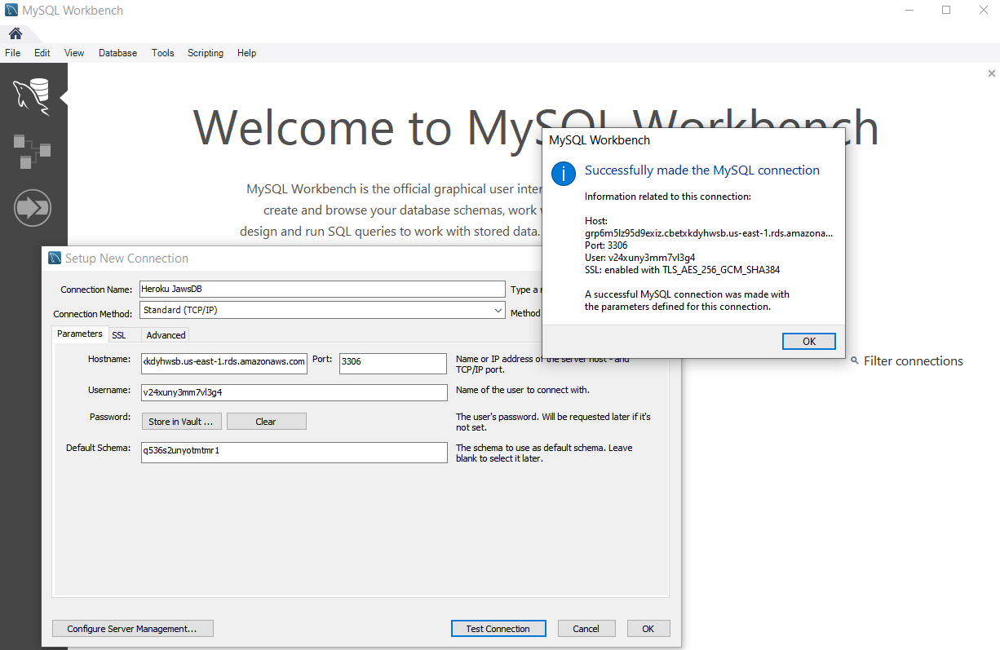 MySQL Workbench
File Edit View Database Tools Scripting Help
Welcome to MySQL Workbench
MySQL Workbench is the official graphical user
create and browse your database schemas, work
design and run SQL queries to work with stored data.
MySQL Workbench
Successfully made the MySQL connection
Information related to this connection:
Host:
grp6m5lz95d9exiz.cbetxkdyhwsb.us-east-1.rds.amazona...
Port: 3306
User: v24xuny3mm7vl3g4
SSL: enabled with TLS_AES_256_GCM_SHA384
A successful MySQL connection was made with
the parameters defined for this connection.
OK
Filter connections
Setup New Connection
Connection Name: Heroku JawsDB Type a
Connection Method: Standard (TCP/IP) Method
Parameters SSL Advanced
Hostname: kdyhwsb.us-east-1.rds.amazonaws.com Port: 3306 Name or IP address of the server host - and
TCP/IP port.
Username: v24xuny3mm7vl3g4 Name of the user to connect with.
Password: Store in Vault ... Clear The user's password. Will be requested later if it's
not set.
Default Schema: q536s2unyotmtmr1 The schema to use as default schema. Leave
blank to select it later.
Configure Server Management... Test Connection Cancel OK